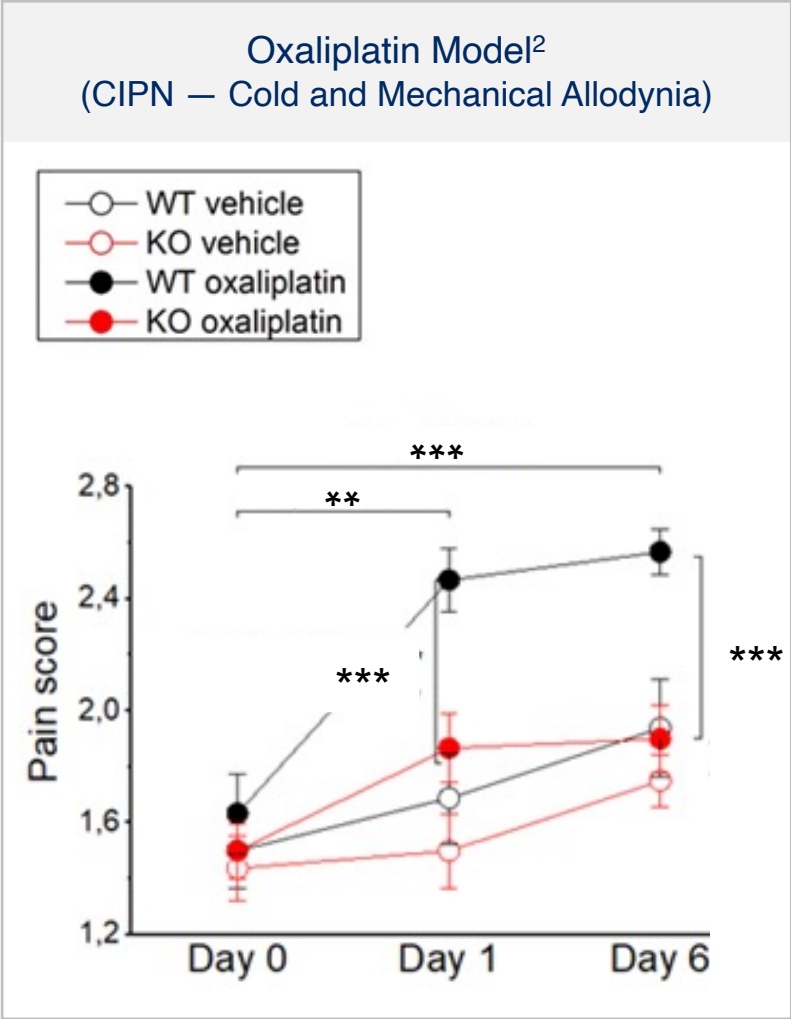 Oxaliplatin Model²
(CIPN — Cold and Mechanical Allodynia)
WT vehicle
KO vehicle
WT oxaliplatin
KO oxaliplatin
***
**
2,8
2,4
***
***
2,0
Pain score
1,6
1,2
Day 0 Day 1 Day 6